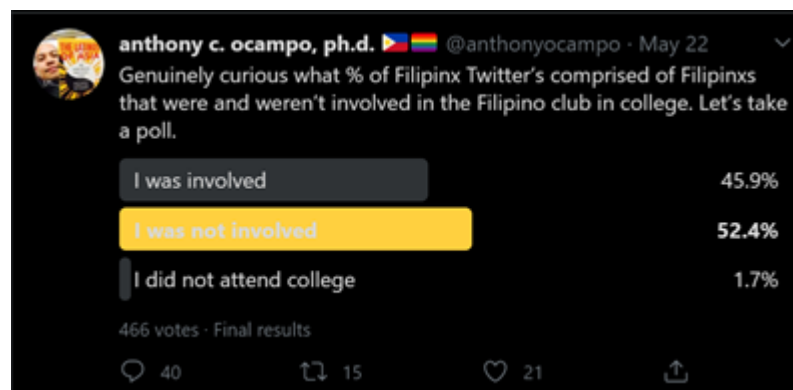 anthony c. ocampo, ph.d. 🇵🇭🏳️‍🌈 @anthonyocampo · May 22
Genuinely curious what % of Filipinx Twitter's comprised of Filipinxs
that were and weren't involved in the Filipino club in college. Let's take
a poll.
I was involved 45.9%
I was not involved 52.4%
I did not attend college 1.7%
466 votes · Final results
40 15 21